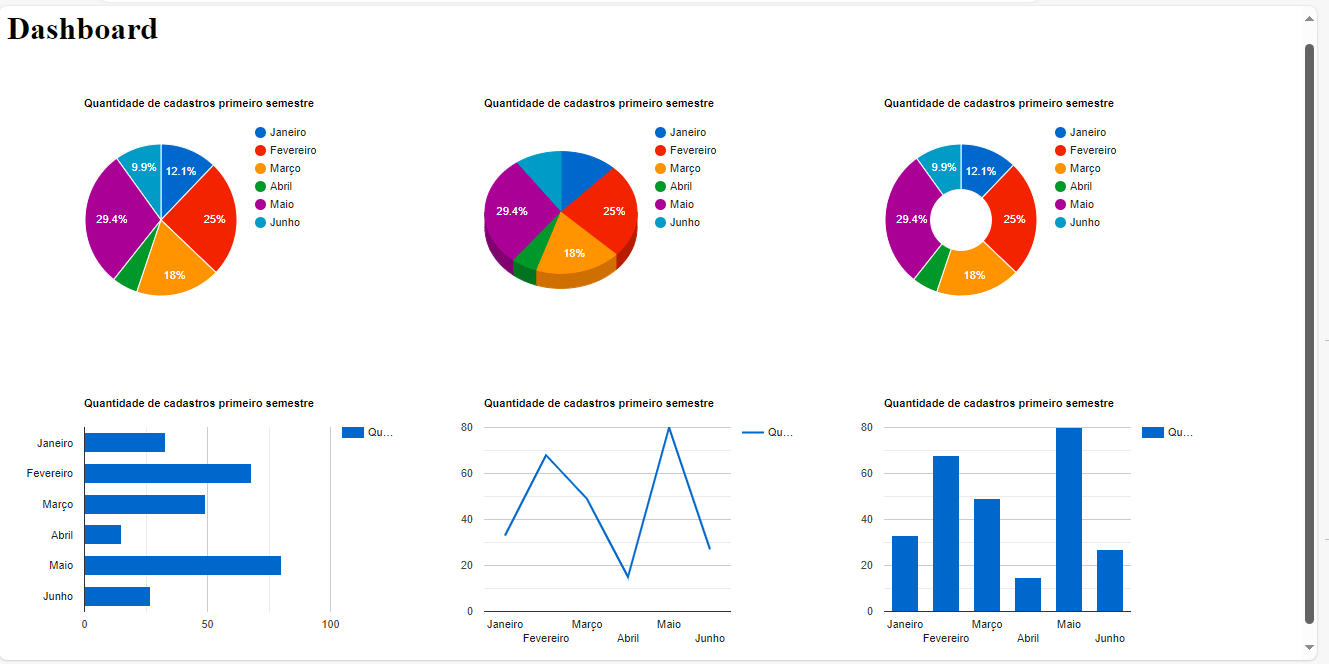 Dashboard
Quantidade de cadastros primeiro semestre
Janeiro
Fevereiro
Março
Abril
Maio
Junho
9.9%
12.1%
29.4%
25%
18%
Quantidade de cadastros primeiro semestre
Janeiro
Fevereiro
Março
Abril
Maio
Junho
29.4%
25%
18%
Quantidade de cadastros primeiro semestre
Janeiro
Fevereiro
Março
Abril
Maio
Junho
9.9%
12.1%
29.4%
25%
18%
Quantidade de cadastros primeiro semestre
Qu...
Janeiro
Fevereiro
Março
Abril
Maio
Junho
0 50 100
Quantidade de cadastros primeiro semestre
Qu...
80
60
40
20
0
Janeiro Março Maio
Fevereiro Abril Junho
Quantidade de cadastros primeiro semestre
Qu...
80
60
40
20
0
Janeiro Março Maio
Fevereiro Abril Junho